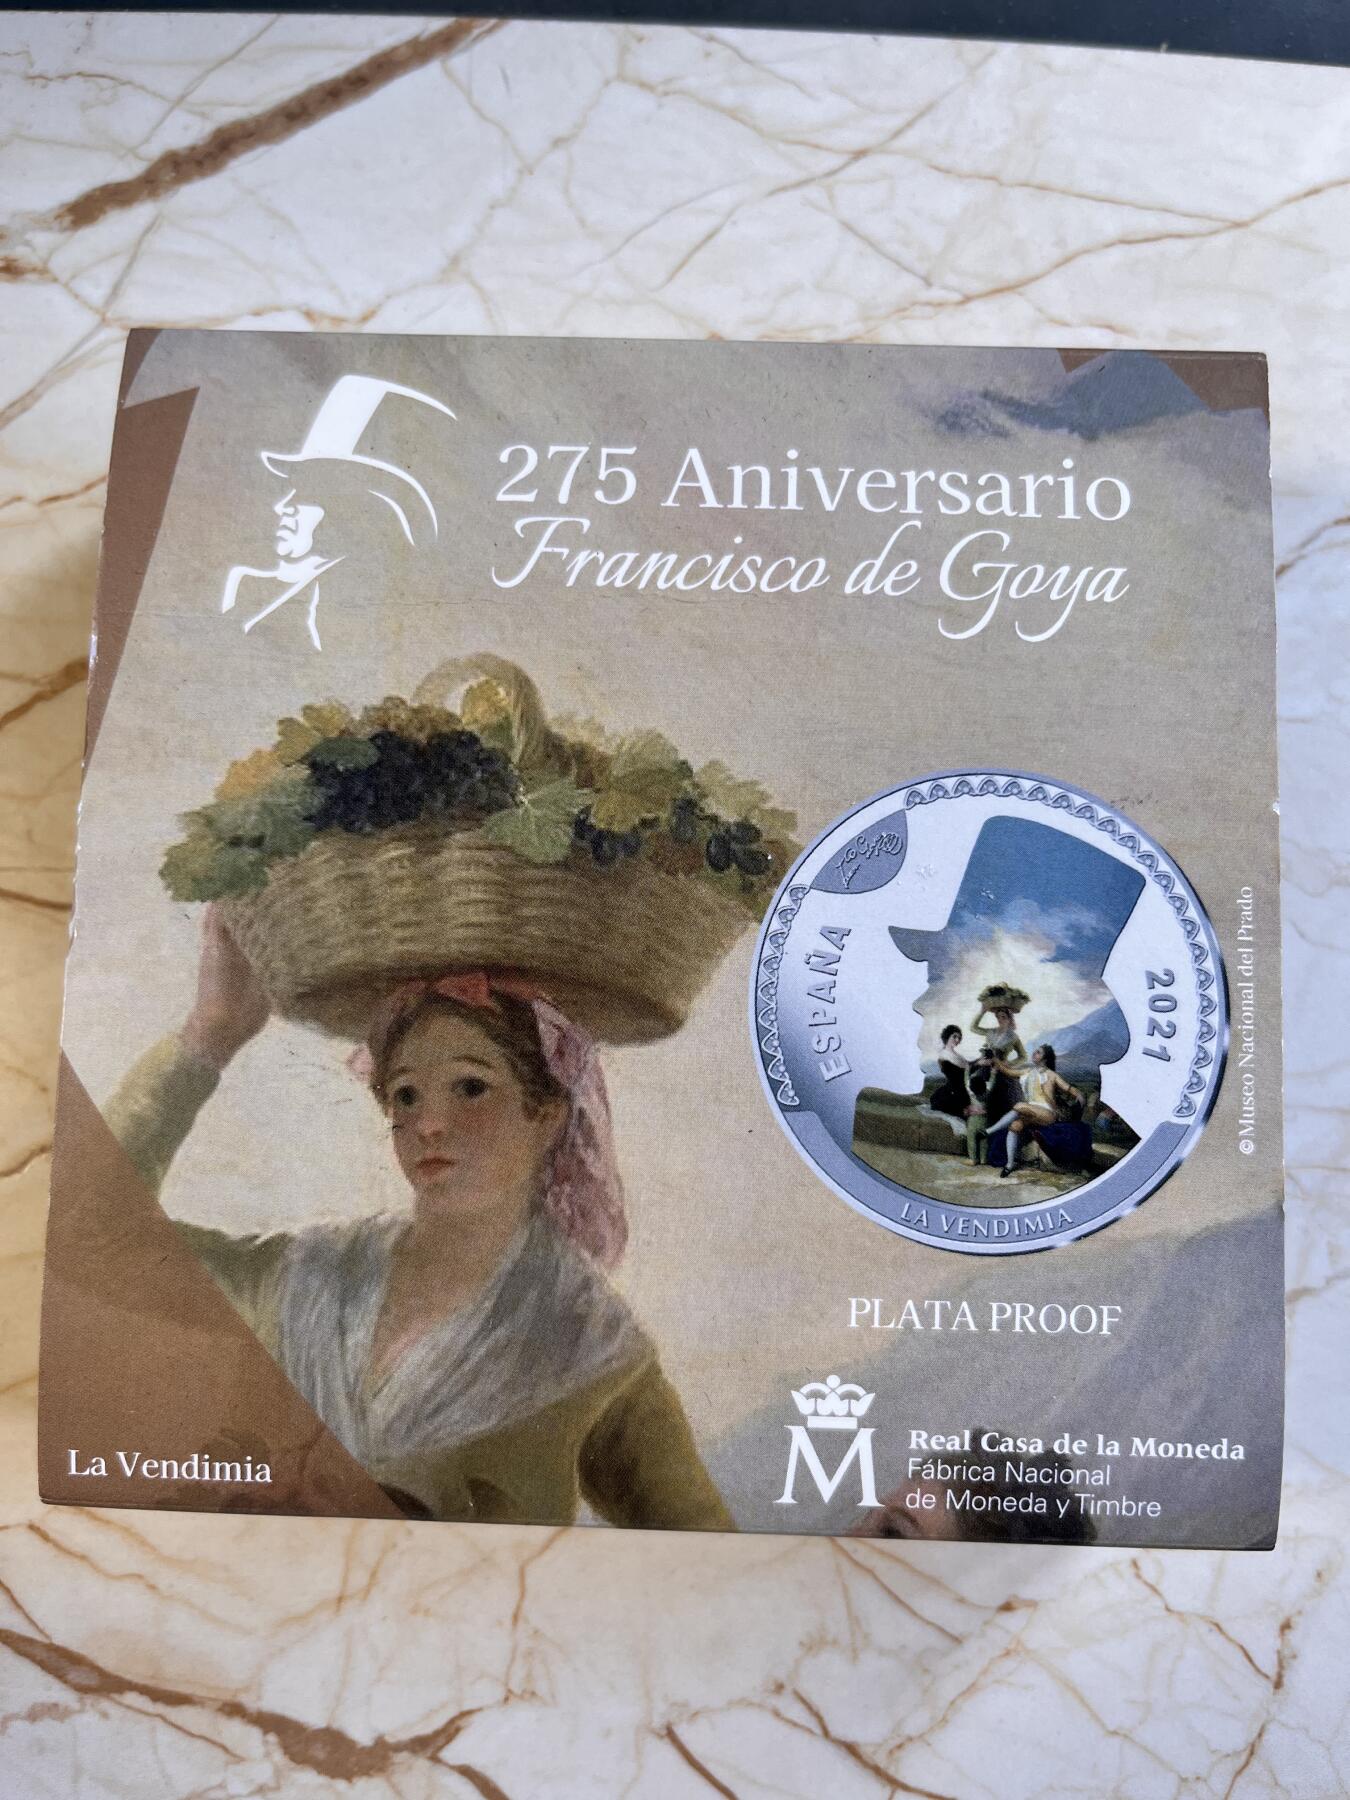 275 Aniversario
Francisco de Goya
ESPAÑA
2021
LA VENDIMIA
©Museo Nacional del Prado
PLATA PROOF
La Vendimia
M
Real Casa de la Moneda
Fábrica Nacional
de Moneda y Timbre